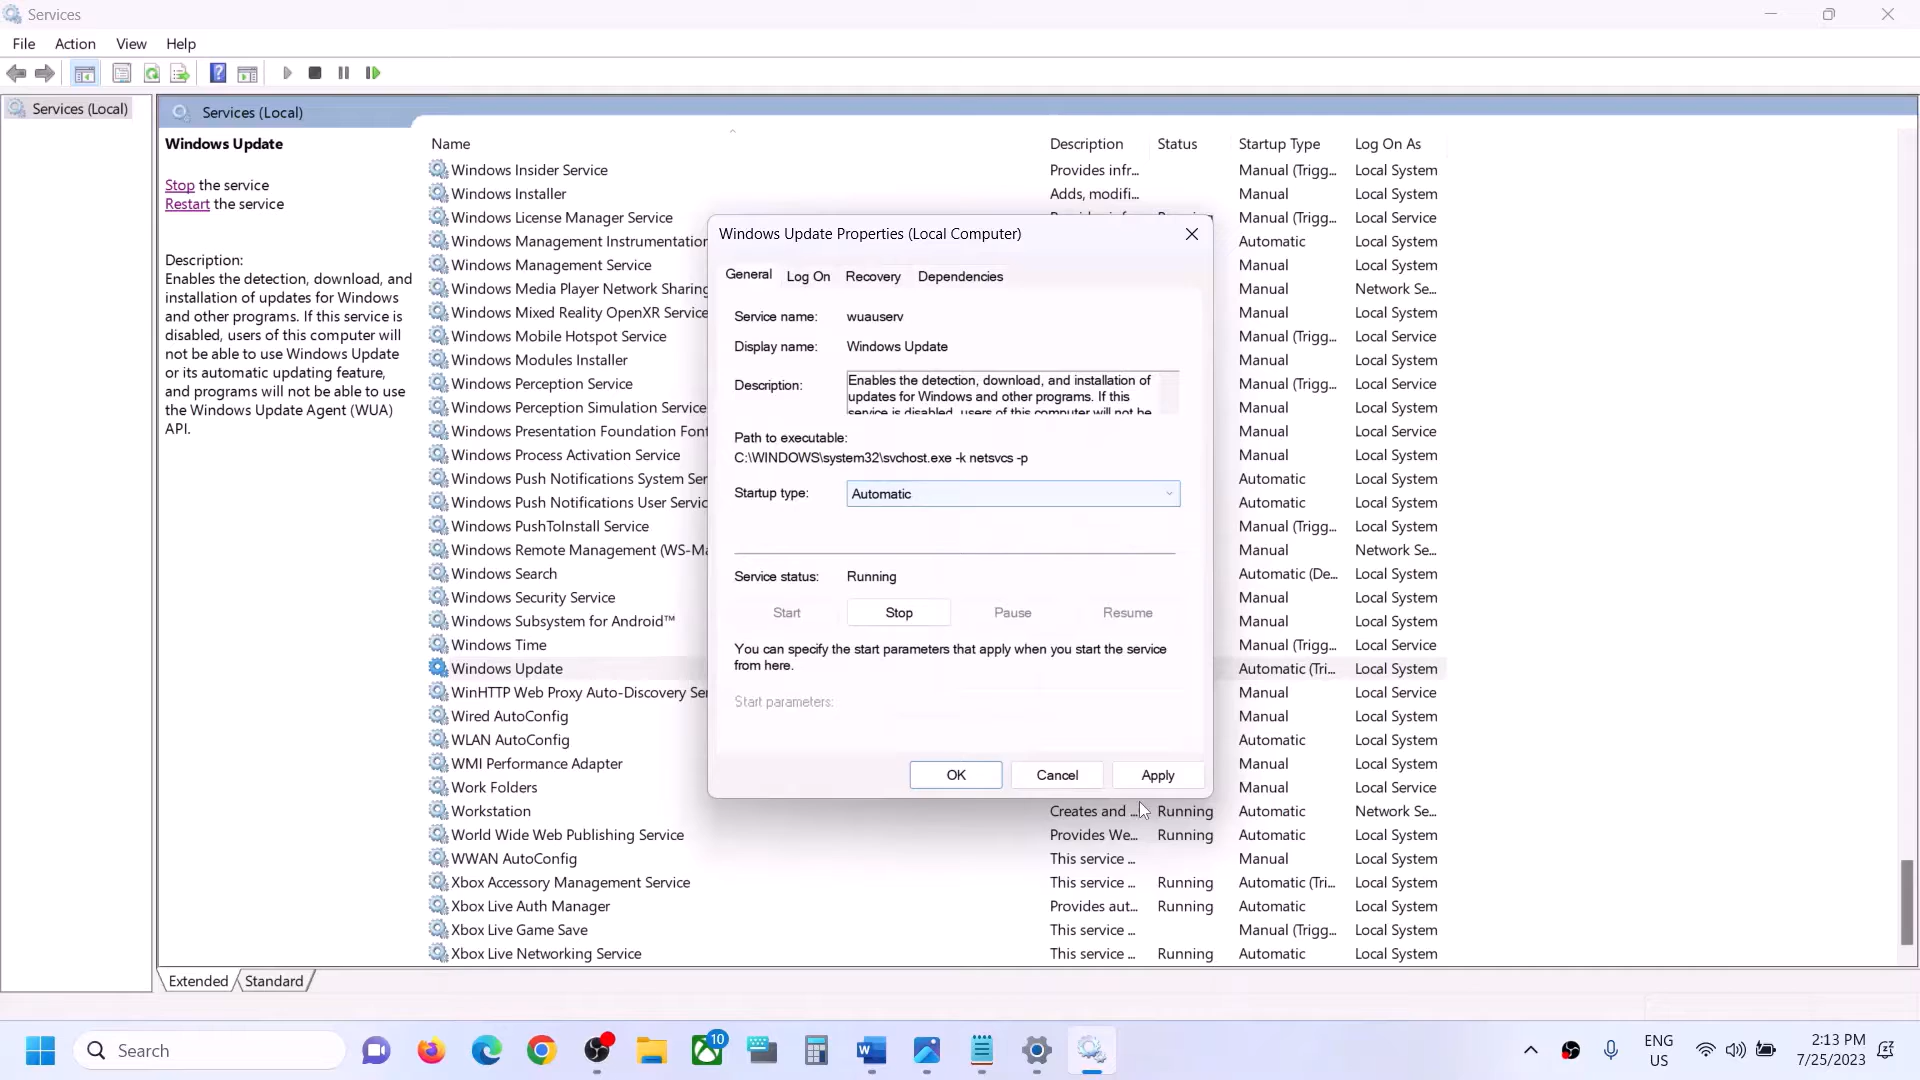 Services
File Action View Help
Services (Local)
Services (Local)
Windows Update
Stop the service
Restart the service
Description:
Enables the detection, download, and
installation of updates for Windows
and other programs. If this service is
disabled, users of this computer will
not be able to use Windows Update
or its automatic updating feature,
and programs will not be able to use
the Windows Update Agent (WUA)
API.
Name Description Status Startup Type Log On As
Windows Insider Service Provides infr... Manual (Trigg... Local System
Windows Installer Adds, modifi... Manual Local System
Windows License Manager Service Manual (Trigg... Local Service
Windows Management Instrumentation Automatic Local System
Windows Management Service Manual Local System
Windows Media Player Network Sharing Manual Network Se...
Windows Mixed Reality OpenXR Service Manual Local System
Windows Mobile Hotspot Service Manual (Trigg... Local Service
Windows Modules Installer Manual Local System
Windows Perception Service Manual (Trigg... Local Service
Windows Perception Simulation Service Manual Local System
Windows Presentation Foundation Font Manual Local Service
Windows Process Activation Service Manual Local System
Windows Push Notifications System Ser Automatic Local System
Windows Push Notifications User Servic Automatic Local System
Windows PushToInstall Service Manual (Trigg... Local System
Windows Remote Management (WS-Ma Manual Network Se...
Windows Search Automatic (De... Local System
Windows Security Service Manual Local System
Windows Subsystem for Android™ Manual Local System
Windows Time Manual (Trigg... Local Service
Windows Update Automatic (Tri... Local System
WinHTTP Web Proxy Auto-Discovery Ser Manual Local Service
Wired AutoConfig Manual Local System
WLAN AutoConfig Automatic Local System
WMI Performance Adapter Manual Local System
Work Folders Manual Local Service
Workstation Creates and ... Running Automatic Network Se...
World Wide Web Publishing Service Provides We... Running Automatic Local System
WWAN AutoConfig This service ... Manual Local System
Xbox Accessory Management Service This service ... Running Automatic (Tri... Local System
Xbox Live Auth Manager Provides aut... Running Automatic Local System
Xbox Live Game Save This service ... Manual (Trigg... Local System
Xbox Live Networking Service This service ... Running Automatic Local System
Windows Update Properties (Local Computer)
General Log On Recovery Dependencies
Service name: wuauserv
Display name: Windows Update
Description: Enables the detection, download, and installation of
updates for Windows and other programs. If this
service is disabled, users of this computer will not be
Path to executable:
C:\WINDOWS\system32\svchost.exe -k netsvcs -p
Startup type: Automatic
Service status: Running
Start Stop Pause Resume
You can specify the start parameters that apply when you start the service
from here.
Start parameters:
OK Cancel Apply
Extended Standard
Search
10
ENG
US
2:13 PM
7/25/2023